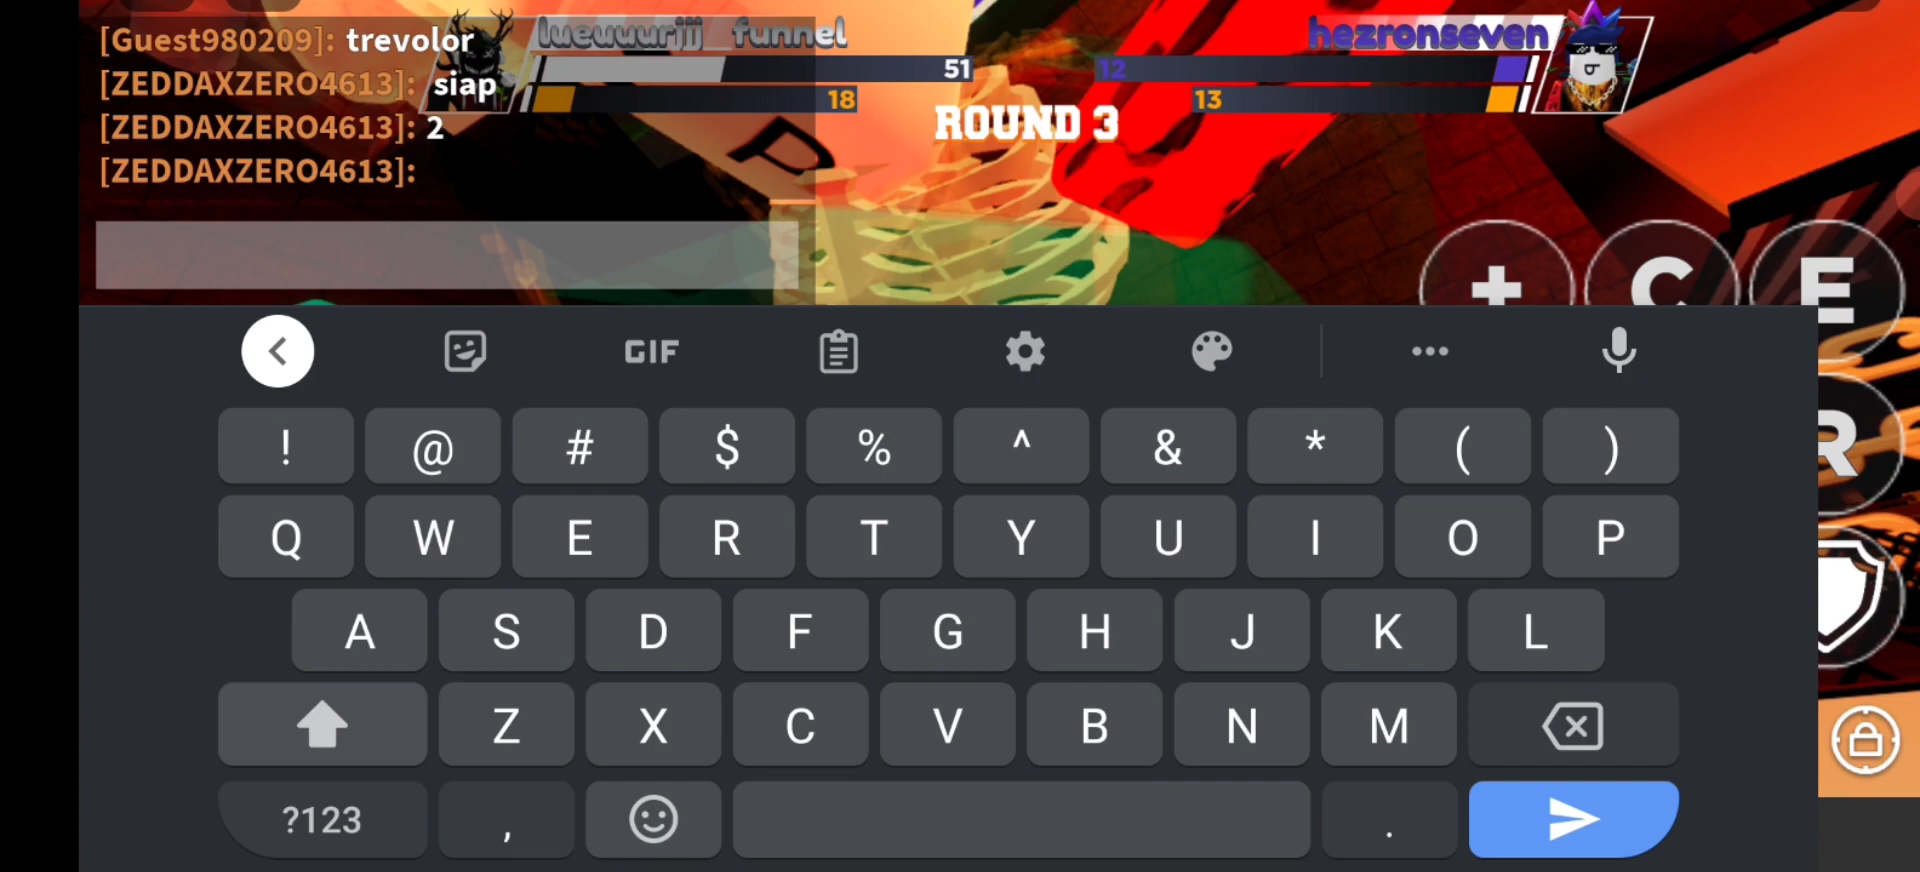 [Guest980209]: trevolor
[ZEDDAXZERO4613]: siap
[ZEDDAXZERO4613]: 2
[ZEDDAXZERO4613]:
funnel
51
18
ROUND 3
hezronseven
12
13
+ C E
R
GIF
! @ # $ % ^ & * ( )
Q W E R T Y U I O P
A S D F G H J K L
Z X C V B N M
?123 , .